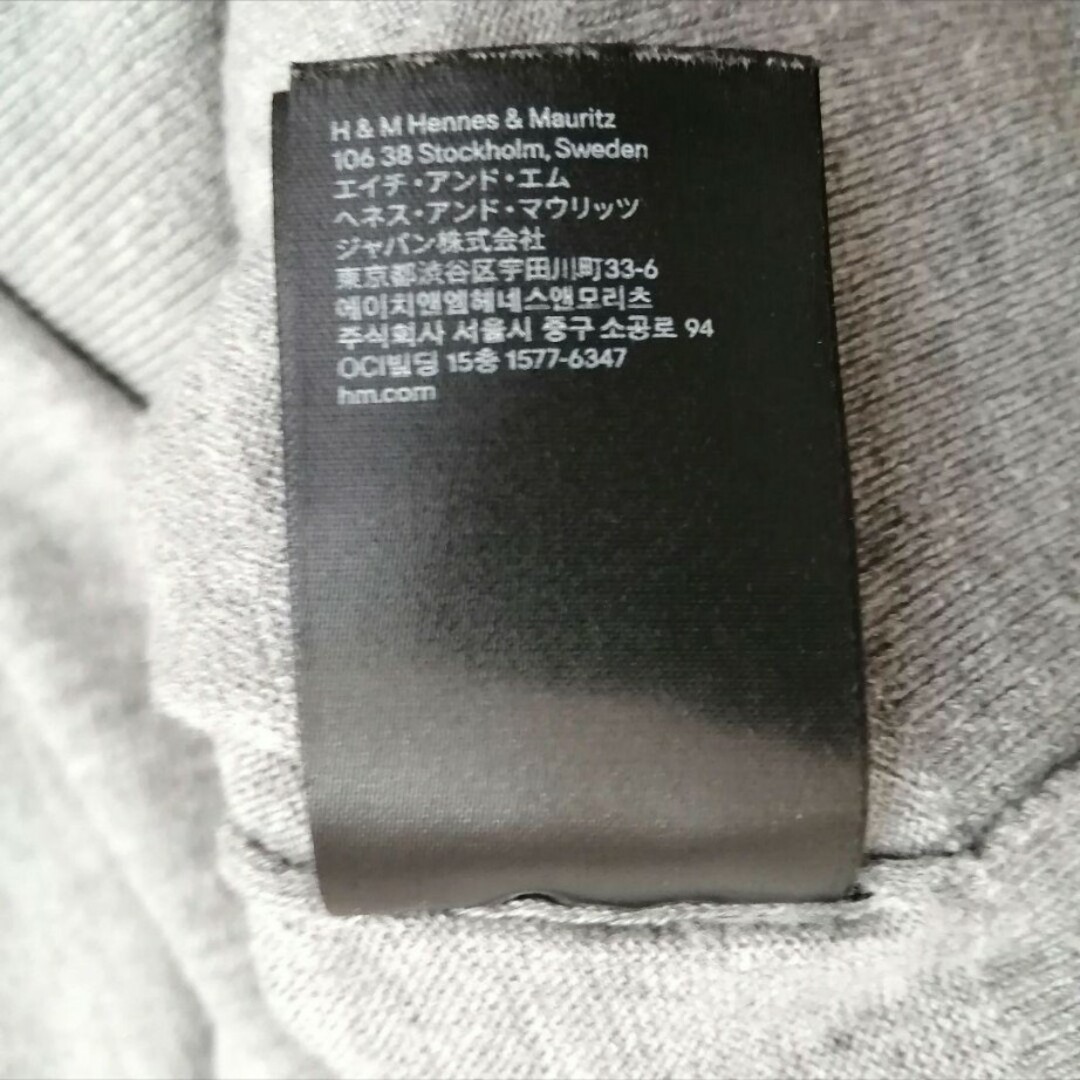 H & M Hennes & Mauritz
106 38 Stockholm, Sweden
エイチ・アンド・エム
ヘネス・アンド・マウリッツ
ジャパン株式会社
東京都渋谷区宇田川町33-6
에이치앤엠헤네스앤모리츠
주식회사 서울시 중구 소공로 94
OCI빌딩 15층 1577-6347
hm.com